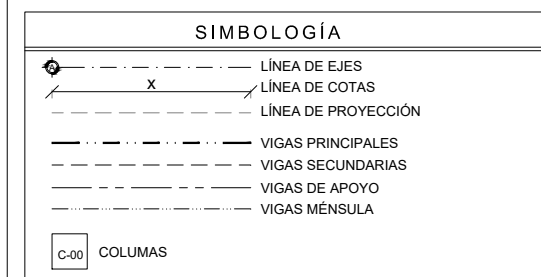 SIMBOLOGÍA
A LÍNEA DE EJES
X LÍNEA DE COTAS
LÍNEA DE PROYECCIÓN
VIGAS PRINCIPALES
VIGAS SECUNDARIAS
VIGAS DE APOYO
VIGAS MÉNSULA
C-00 COLUMAS